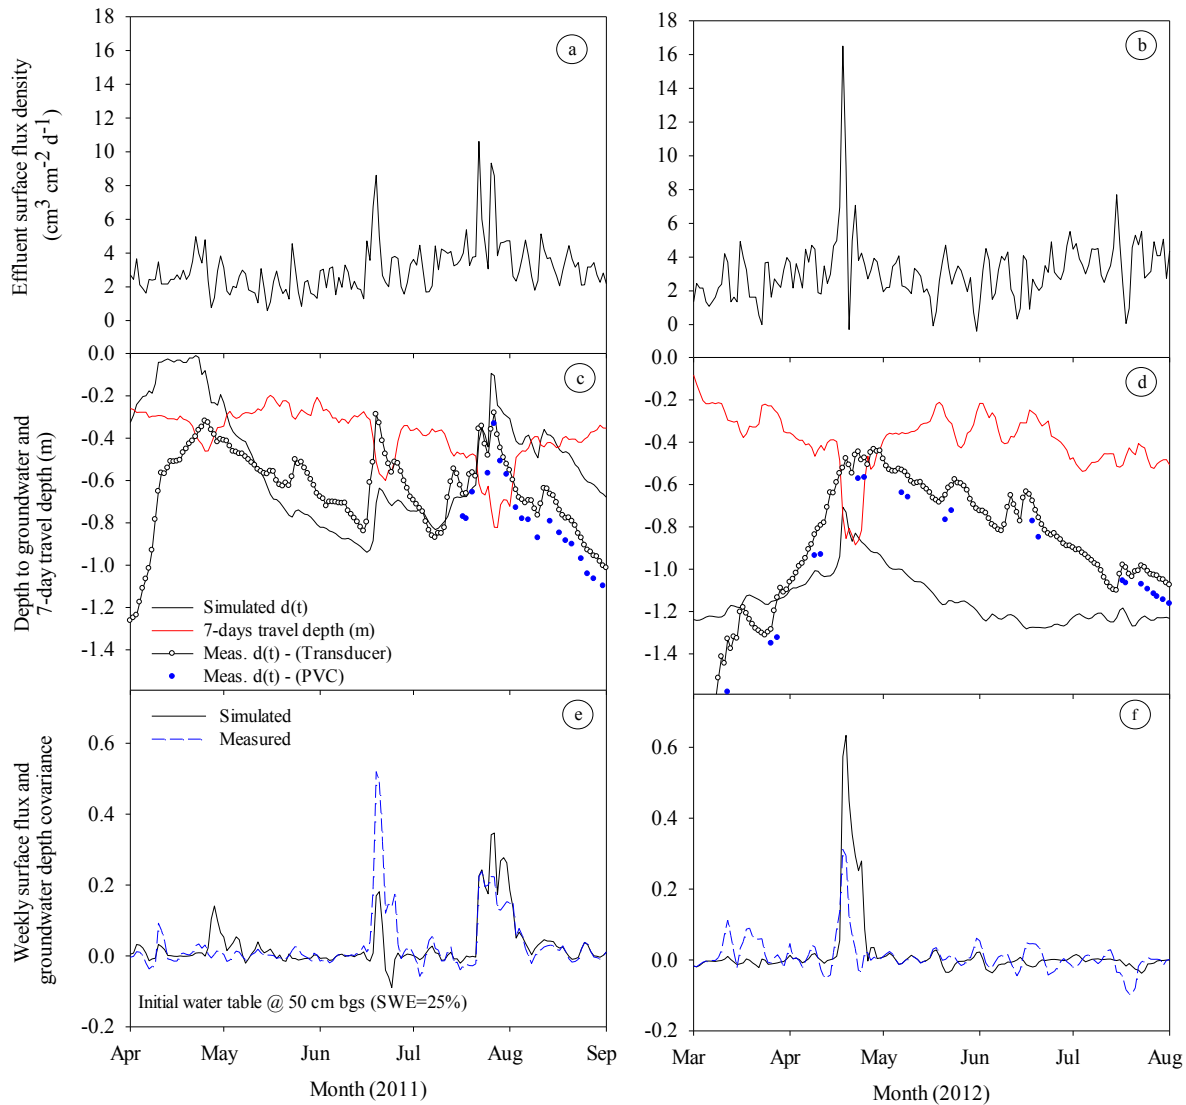 Effluent surface flux density
(cm³ cm⁻² d⁻¹)
18
16
14
12
10
8
6
4
2
0
a
18
16
14
12
10
8
6
4
2
0
b
Depth to groundwater and
7-day travel depth (m)
0.0
-0.2
-0.4
-0.6
-0.8
-1.0
-1.2
-1.4
c
Simulated d(t)
7-days travel depth (m)
Meas. d(t) - (Transducer)
Meas. d(t) - (PVC)
0.0
-0.2
-0.4
-0.6
-0.8
-1.0
-1.2
-1.4
d
Weekly surface flux and
groundwater depth covariance
0.6
0.4
0.2
0.0
-0.2
e
Simulated
Measured
Initial water table @ 50 cm bgs (SWE=25%)
Apr May Jun Jul Aug Sep
Month (2011)
0.6
0.4
0.2
0.0
-0.2
f
Mar Apr May Jun Jul Aug
Month (2012)